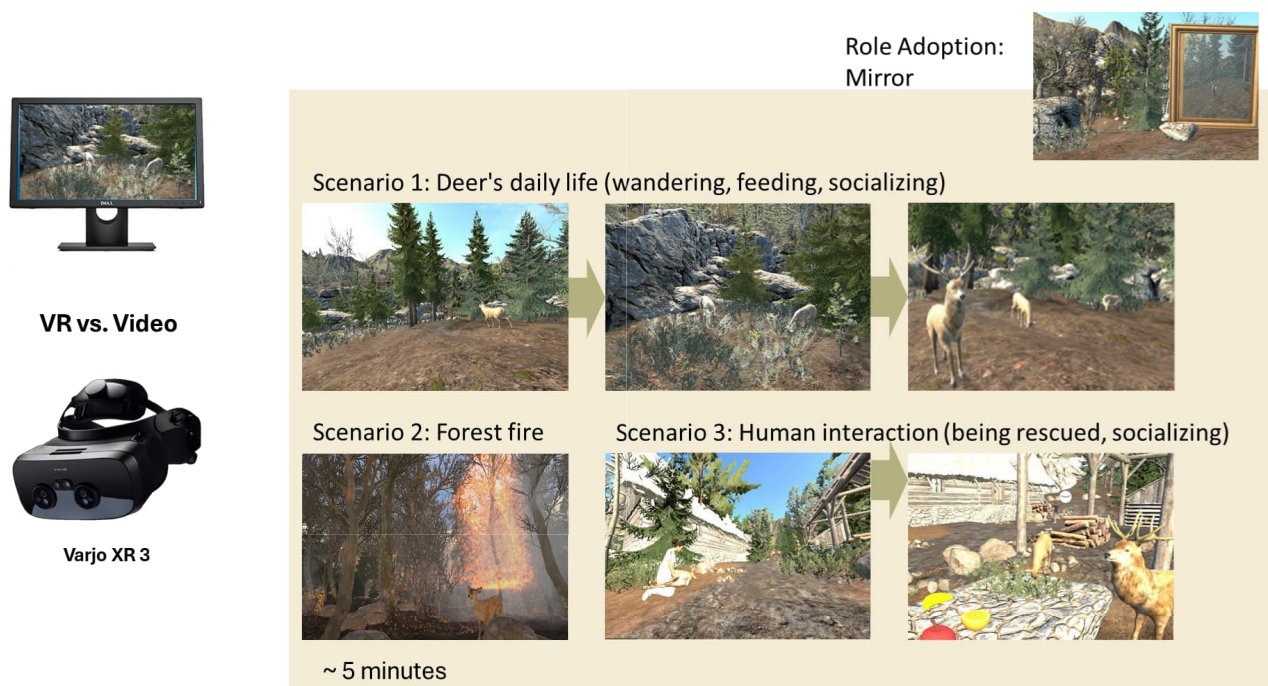 Role Adoption:
Mirror
Scenario 1: Deer's daily life (wandering, feeding, socializing)
DELL
VR vs. Video
Scenario 2: Forest fire
Scenario 3: Human interaction (being rescued, socializing)
Varjo XR 3
~ 5 minutes